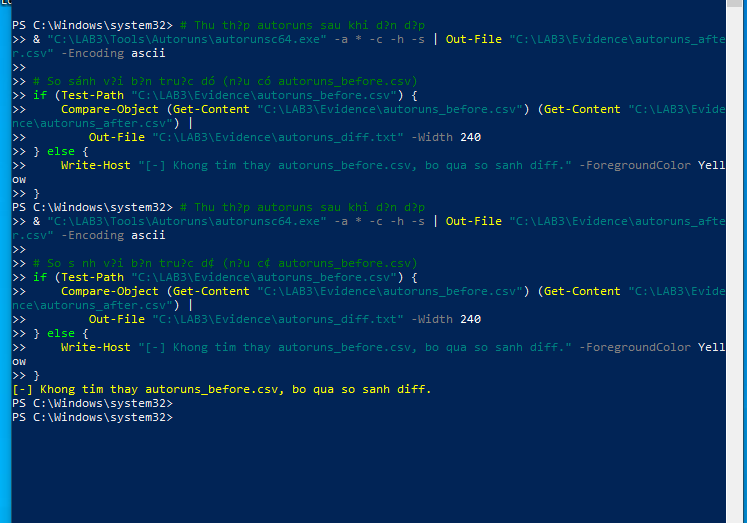 PS C:\Windows\system32> # Thu th?p autoruns sau khi d?n d?p
>> & "C:\LAB3\Tools\Autoruns\autorunsc64.exe" -a * -c -h -s | Out-File "C:\LAB3\Evidence\autoruns_afte
r.csv" -Encoding ascii
>>
>> # So sánh v?i b?n tru?c dó (n?u có autoruns_before.csv)
>> if (Test-Path "C:\LAB3\Evidence\autoruns_before.csv") {
>>     Compare-Object (Get-Content "C:\LAB3\Evidence\autoruns_before.csv") (Get-Content "C:\LAB3\Evide
nce\autoruns_after.csv") |
>>         Out-File "C:\LAB3\Evidence\autoruns_diff.txt" -Width 240
>> } else {
>>     Write-Host "[-] Khong tim thay autoruns_before.csv, bo qua so sanh diff." -ForegroundColor Yell
ow
>> }
PS C:\Windows\system32> # Thu th?p autoruns sau khi d?n d?p
>> & "C:\LAB3\Tools\Autoruns\autorunsc64.exe" -a * -c -h -s | Out-File "C:\LAB3\Evidence\autoruns_afte
r.csv" -Encoding ascii
>>
>> # So s nh v?i b?n tru?c d¢ (n?u c¢ autoruns_before.csv)
>> if (Test-Path "C:\LAB3\Evidence\autoruns_before.csv") {
>>     Compare-Object (Get-Content "C:\LAB3\Evidence\autoruns_before.csv") (Get-Content "C:\LAB3\Evide
nce\autoruns_after.csv") |
>>         Out-File "C:\LAB3\Evidence\autoruns_diff.txt" -Width 240
>> } else {
>>     Write-Host "[-] Khong tim thay autoruns_before.csv, bo qua so sanh diff." -ForegroundColor Yell
ow
>> }
[-] Khong tim thay autoruns_before.csv, bo qua so sanh diff.
PS C:\Windows\system32>
PS C:\Windows\system32>